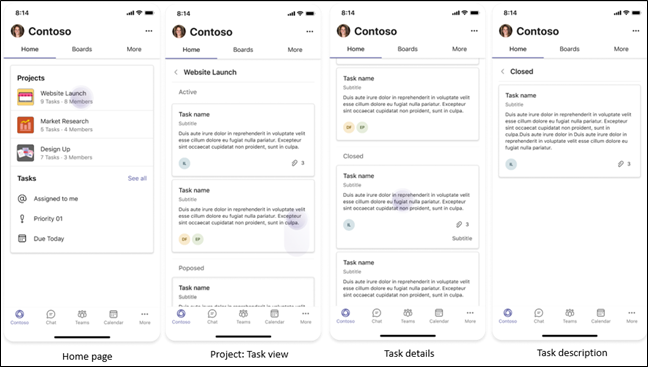 8:14
Contoso
Home Boards More
Projects
Website Launch
9 Tasks · 8 Members
Market Research
5 Tasks · 4 Members
Design Up
7 Tasks · 3 Members
Tasks See all
Assigned to me
Priority 01
Due Today
Contoso Chat Teams Calendar More
Home page
8:14
Contoso
Home Boards More
Website Launch
Active
Task name
Subtitle
Duis aute irure dolor in reprehenderit in voluptate velit
esse cillum dolore eu fugiat nulla pariatur. Excepteur
sint occaecat cupidatat non proident, sunt in culpa.
IL 3
Task name
Subtitle
Duis aute irure dolor in reprehenderit in voluptate velit
esse cillum dolore eu fugiat nulla pariatur. Excepteur
sint occaecat cupidatat non proident, sunt in culpa.
DF EP
Poposed
Task name
Subtitle
Contoso Chat Teams Calendar More
Project: Task view
8:14
Contoso
Home Boards More
Task name
Subtitle
Duis aute irure dolor in reprehenderit in voluptate velit
esse cillum dolore eu fugiat nulla pariatur. Excepteur
sint occaecat cupidatat non proident, sunt in culpa.
DF EP
Closed
Task name
Subtitle
Duis aute irure dolor in reprehenderit in voluptate velit
esse cillum dolore eu fugiat nulla pariatur. Excepteur
sint occaecat cupidatat non proident, sunt in culpa.
IL 3
Subtitle
Task name
Subtitle
Duis aute irure dolor in reprehenderit in voluptate velit
esse cillum dolore eu fugiat nulla pariatur. Excepteur
sint occaecat cupidatat non proident, sunt in culpa.
Contoso Chat Teams Calendar More
Task details
8:14
Contoso
Home Boards More
Closed
Task name
Subtitle
Duis aute irure dolor in reprehenderit in voluptate velit
esse cillum dolore eu fugiat nulla pariatur. Excepteur
sint occaecat cupidatat non proident, sunt in
culpa.Duis aute irure dolor in Duis aute irure dolor in
reprehenderit in voluptate velit esse cillum dolore eu
fugiat nulla pariatur.
IL 3
Contoso Chat Teams Calendar More
Task description